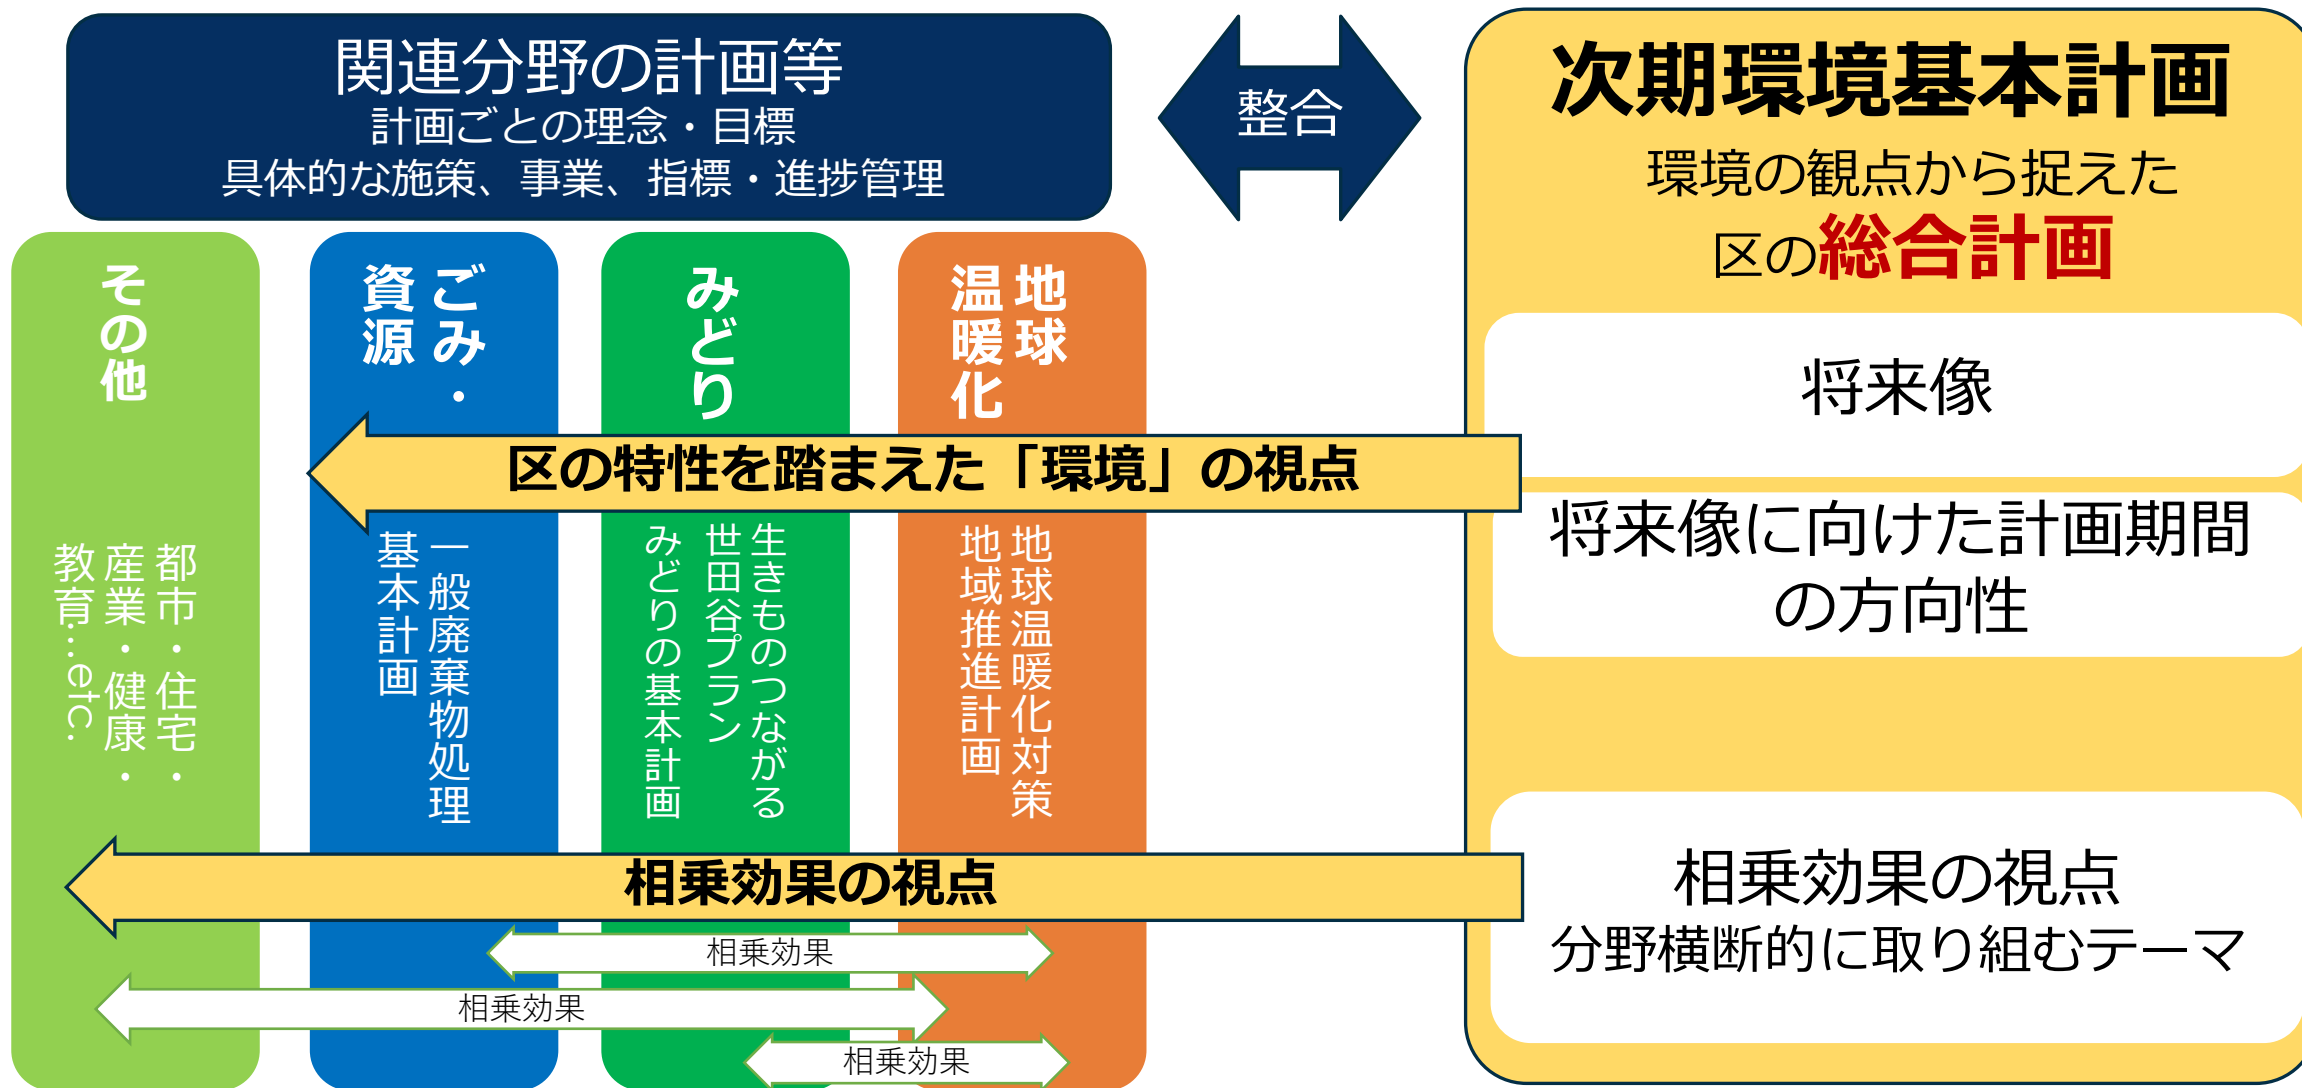 関連分野の計画等
計画ごとの理念・目標
具体的な施策、事業、指標・進捗管理
整合
次期環境基本計画
環境の観点から捉えた
区の総合計画
将来像
将来像に向けた計画期間
の方向性
相乗効果の視点
分野横断的に取り組むテーマ
地球
温暖化
みどり
ごみ・
資源
その他
区の特性を踏まえた「環境」の視点
地球温暖化対策
地域推進計画
生きものつながる
世田谷プラン
みどりの基本計画
一般廃棄物処理
基本計画
都市・住宅・
産業・健康・
教育…etc.
相乗効果の視点
相乗効果
相乗効果
相乗効果